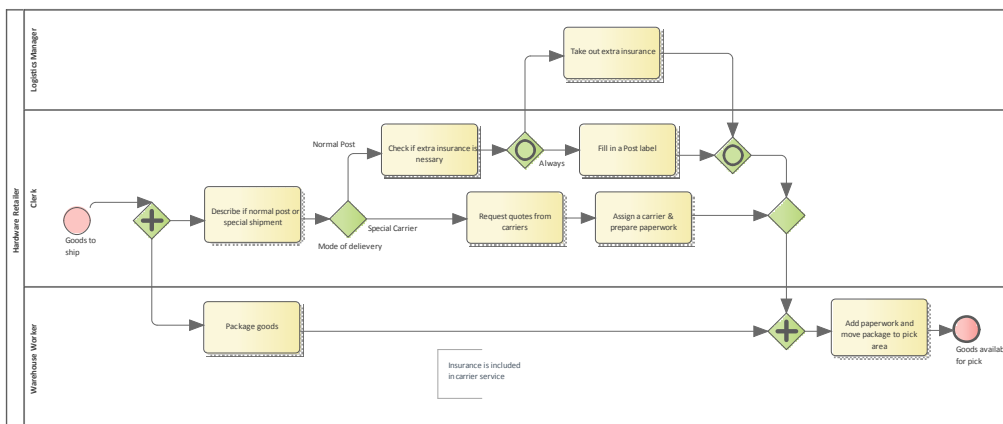 Hardware Retailer
Logistics Manager
Take out extra insurance
Clerk
Normal Post
Check if extra insurance is
nessary
Always
Fill in a Post label
Goods to
ship
Describe if normal post or
special shipment
Special Carrier
Mode of delievery
Request quotes from
carriers
Assign a carrier &
prepare paperwork
Warehouse Worker
Package goods
Insurance is included
in carrier service
Add paperwork and
move package to pick
area
Goods availab
for pick